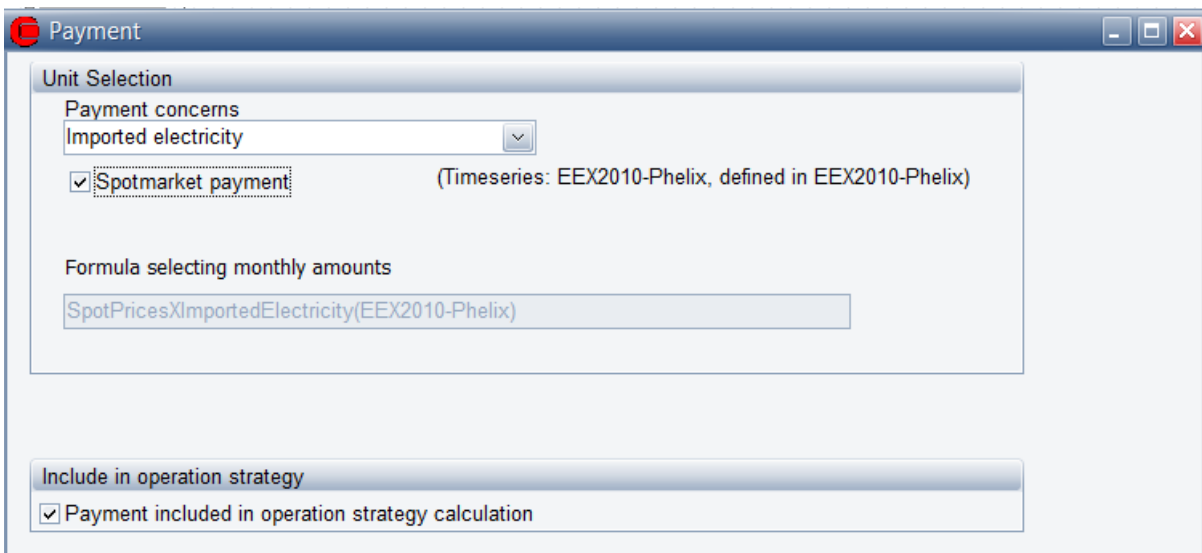 Payment
Unit Selection
Payment concerns
Imported electricity
Spotmarket payment (Timeseries: EEX2010-Phelix, defined in EEX2010-Phelix)
Formula selecting monthly amounts
SpotPricesXImportedElectricity(EEX2010-Phelix)
Include in operation strategy
Payment included in operation strategy calculation